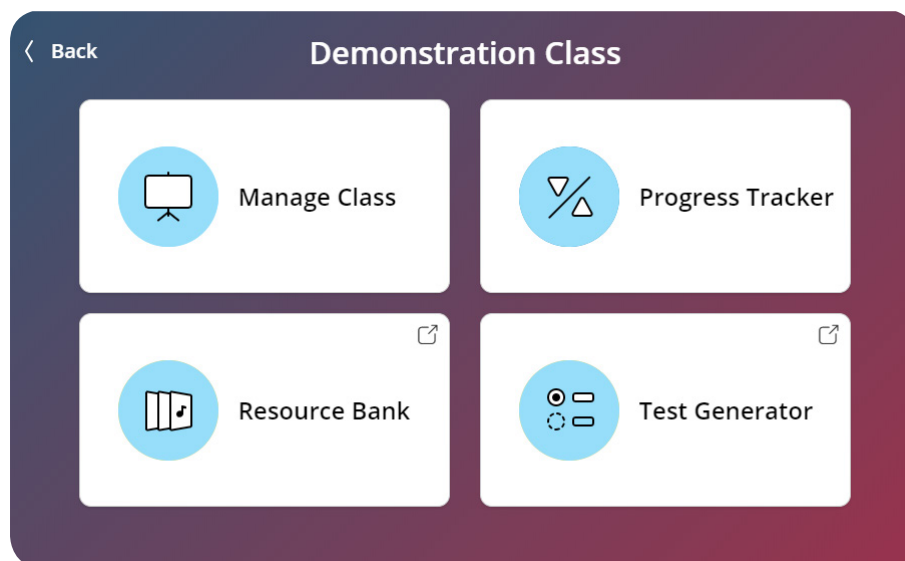 Back
Demonstration Class
Manage Class
Progress Tracker
Resource Bank
Test Generator